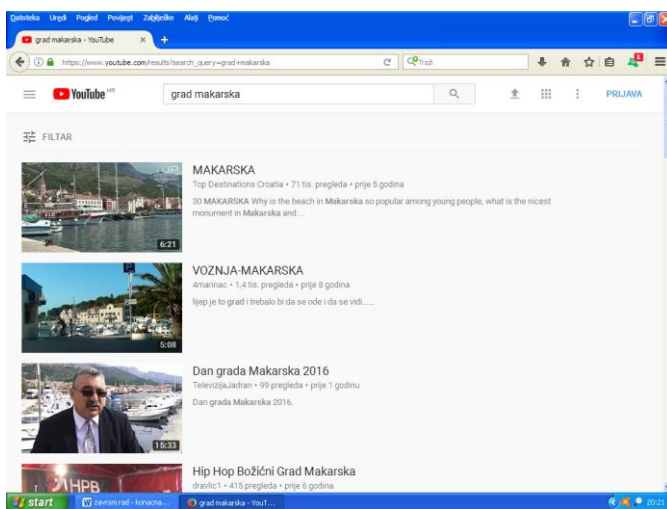 Datoteka Uredi Pogled Povijest Zabilješke Alati Pomoć
grad makarska - YouTube
https://www.youtube.com/results?search_query=grad+makarska
Traži
YouTube HR
grad makarska
PRIJAVA
FILTAR
MAKARSKA
Top Destinations Croatia • 71 tis. pregleda • prije 5 godina
30 MAKARSKA Why is the beach in Makarska so popular among young people, what is the nicest
monument in Makarska and ...
6:21
VOZNJA-MAKARSKA
4marinac • 1,4 tis. pregleda • prije 8 godina
lijep je to grad i trebalo bi da se ode i da se vidi.....
5:08
Dan grada Makarska 2016
TelevizijaJadran • 99 pregleda • prije 1 godinu
Dan grada Makarska 2016.
15:33
Hip Hop Božićni Grad Makarska
dravlic1 • 415 pregleda • prije 6 godina
HPB
start
zavrsni rad - konacna...
grad makarska - YouT...
20:21